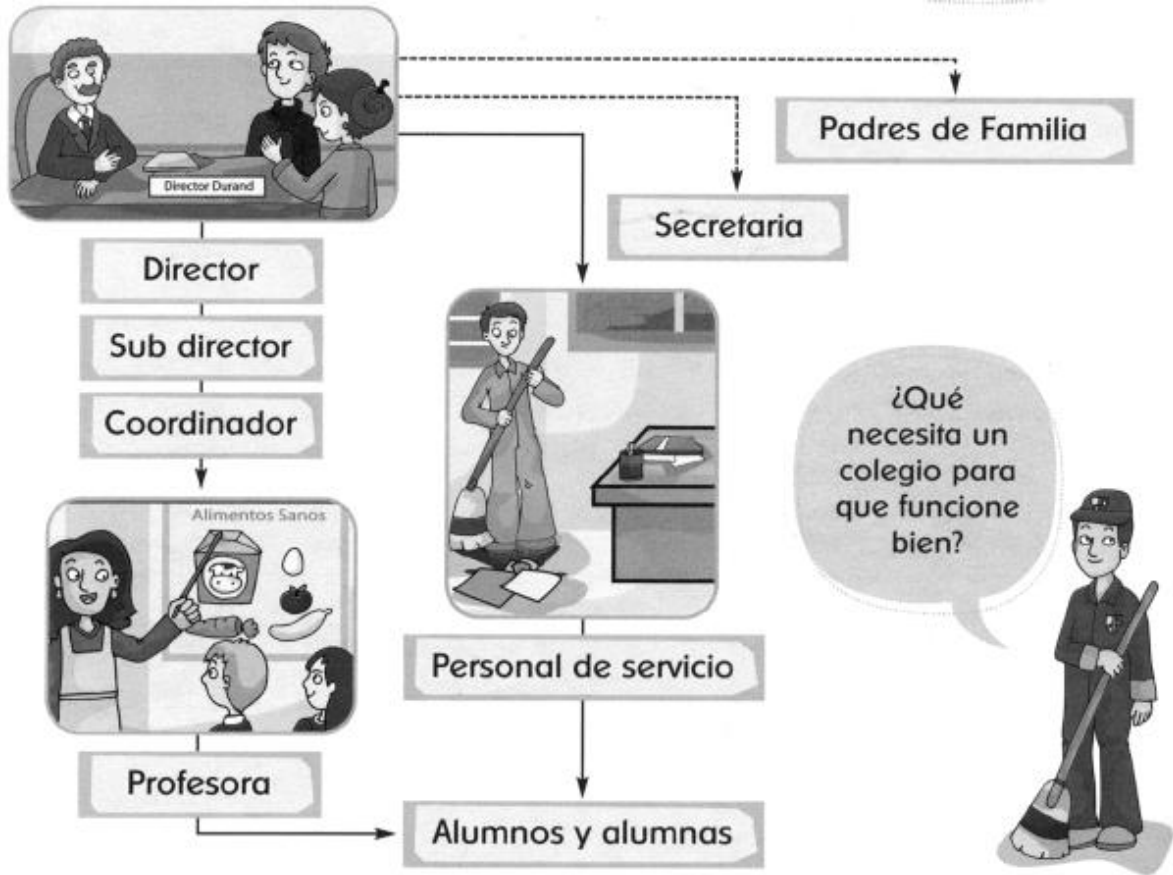 Padres de Familia
Director Durand
Secretaria
Director
Sub director
Coordinador
¿Qué
necesita un
colegio para
que funcione
bien?
Alimentos Sanos
Personal de servicio
Profesora
Alumnos y alumnas